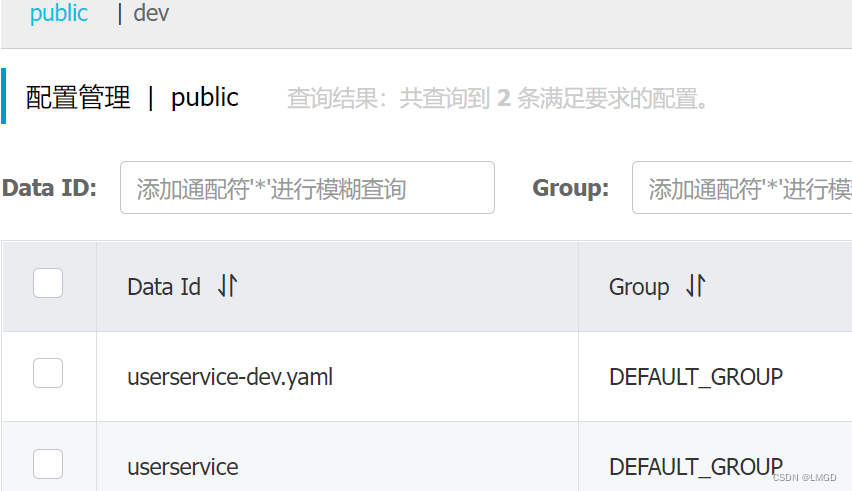 public | dev
配置管理 | public 查询结果：共查询到 2 条满足要求的配置。
Data ID: 添加通配符'*'进行模糊查询 Group: 添加通配符'*'进行模
Data Id Group
userservice-dev.yaml DEFAULT_GROUP
userservice DEFAULT_GROUP
CSDN @LMGD